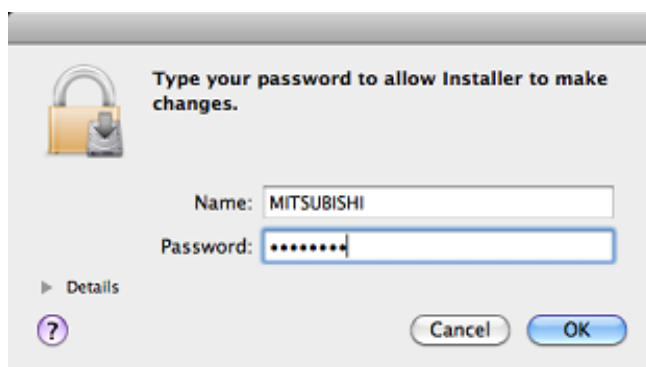 Type your password to allow Installer to make
changes.
Name: MITSUBISHI
Password: ••••••••
▶ Details
? Cancel OK